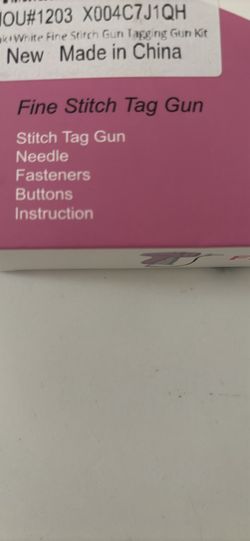 OU#1203 X004C7J1QH
White Fine Stitch Gun Tagging Gun Kit
New Made in China
Fine Stitch Tag Gun
Stitch Tag Gun
Needle
Fasteners
Buttons
Instruction